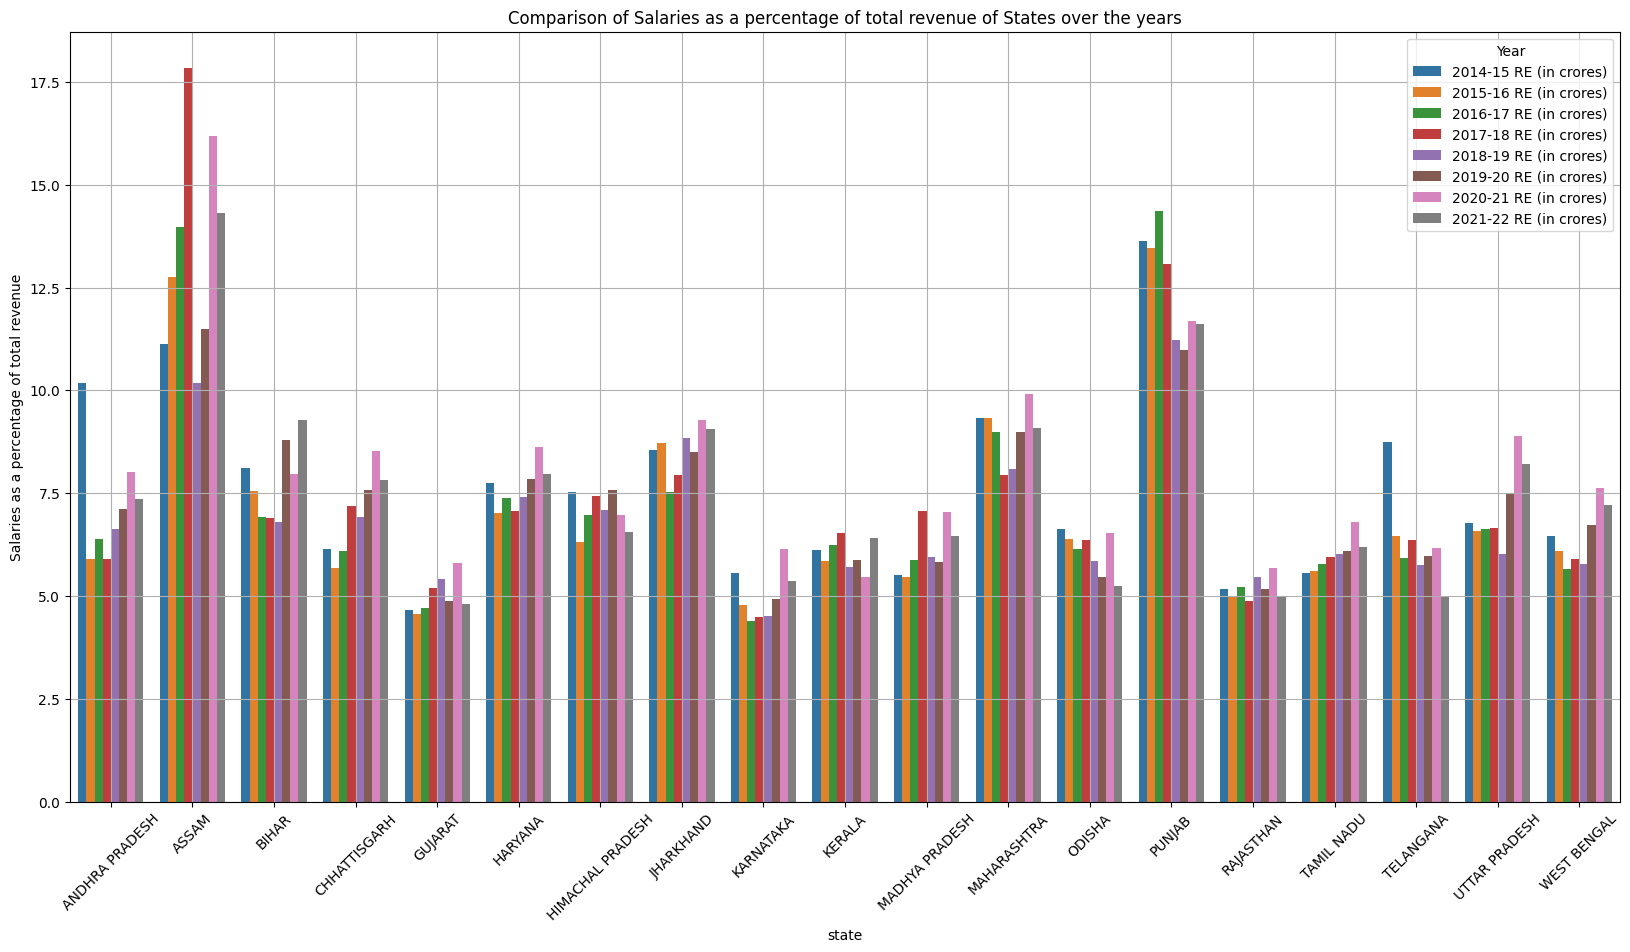 Comparison of Salaries as a percentage of total revenue of States over the years
Salaries as a percentage of total revenue
17.5
15.0
12.5
10.0
7.5
5.0
2.5
0.0
Year
2014-15 RE (in crores)
2015-16 RE (in crores)
2016-17 RE (in crores)
2017-18 RE (in crores)
2018-19 RE (in crores)
2019-20 RE (in crores)
2020-21 RE (in crores)
2021-22 RE (in crores)
ANDHRA PRADESH
ASSAM
BIHAR
CHHATTISGARH
GUJARAT
HARYANA
HIMACHAL PRADESH
JHARKHAND
KARNATAKA
KERALA
MADHYA PRADESH
MAHARASHTRA
ODISHA
PUNJAB
RAJASTHAN
TAMIL NADU
TELANGANA
UTTAR PRADESH
WEST BENGAL
state